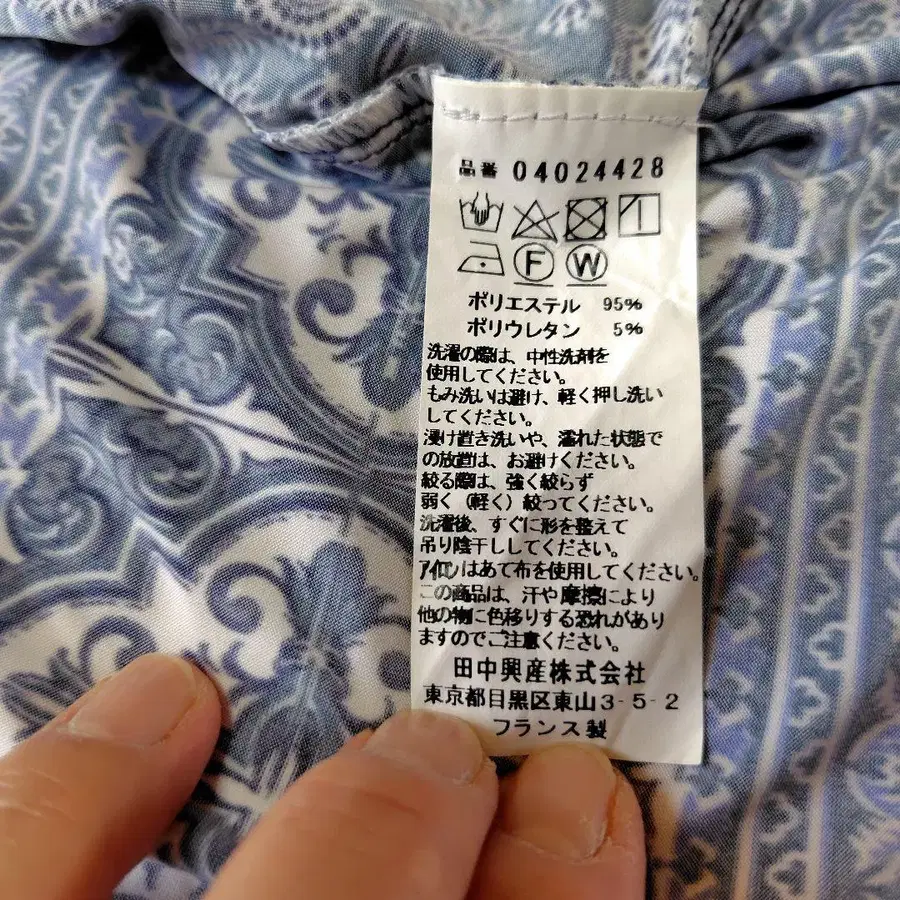 品番 04024428
F W
ポリエステル 95%
ポリウレタン 5%
洗濯の際は、中性洗剤を
使用してください。
もみ洗いは避け、軽く押し洗い
してください。
浸け置き洗いや、濡れた状態で
の放置は、お避けください。
絞る際は、強く絞らず
弱く（軽く）絞ってください。
洗濯後、すぐに形を整えて
吊り陰干ししてください。
アイロンはあて布を使用してください。
この商品は、汗や摩擦により
他の物に色移りする恐れがあり
ますのでご注意ください。
田中興産株式会社
東京都目黒区東山3-5-2
フランス製